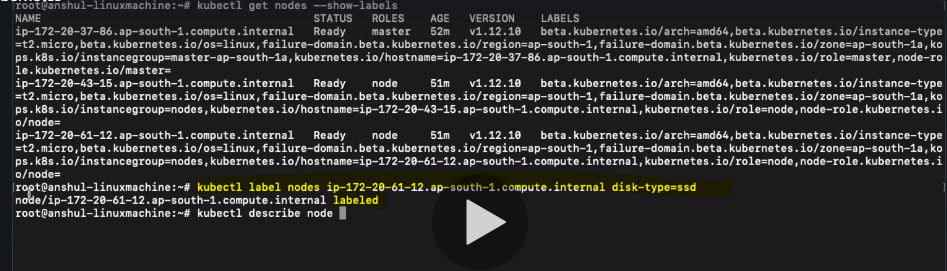 root@anshul-linuxmachine:~# kubectl get nodes --show-labels
NAME STATUS ROLES AGE VERSION LABELS
ip-172-20-37-86.ap-south-1.compute.internal Ready master 52m v1.12.10 beta.kubernetes.io/arch=amd64,beta.kubernetes.io/instance-type
=t2.micro,beta.kubernetes.io/os=linux,failure-domain.beta.kubernetes.io/region=ap-south-1,failure-domain.beta.kubernetes.io/zone=ap-south-1a,ko
ps.k8s.io/instancegroup=master-ap-south-1a,kubernetes.io/hostname=ip-172-20-37-86.ap-south-1.compute.internal,kubernetes.io/role=master,node-ro
le.kubernetes.io/master=
ip-172-20-43-15.ap-south-1.compute.internal Ready node 51m v1.12.10 beta.kubernetes.io/arch=amd64,beta.kubernetes.io/instance-type
=t2.micro,beta.kubernetes.io/os=linux,failure-domain.beta.kubernetes.io/region=ap-south-1,failure-domain.beta.kubernetes.io/zone=ap-south-1a,ko
ps.k8s.io/instancegroup=nodes,kubernetes.io/hostname=ip-172-20-43-15.ap-south-1.compute.internal,kubernetes.io/role=node,node-role.kubernetes.i
o/node=
ip-172-20-61-12.ap-south-1.compute.internal Ready node 51m v1.12.10 beta.kubernetes.io/arch=amd64,beta.kubernetes.io/instance-type
=t2.micro,beta.kubernetes.io/os=linux,failure-domain.beta.kubernetes.io/region=ap-south-1,failure-domain.beta.kubernetes.io/zone=ap-south-1a,ko
ps.k8s.io/instancegroup=nodes,kubernetes.io/hostname=ip-172-20-61-12.ap-south-1.compute.internal,kubernetes.io/role=node,node-role.kubernetes.i
o/node=
root@anshul-linuxmachine:~# kubectl label nodes ip-172-20-61-12.ap-south-1.compute.internal disk-type=ssd
node/ip-172-20-61-12.ap-south-1.compute.internal labeled
root@anshul-linuxmachine:~# kubectl describe node